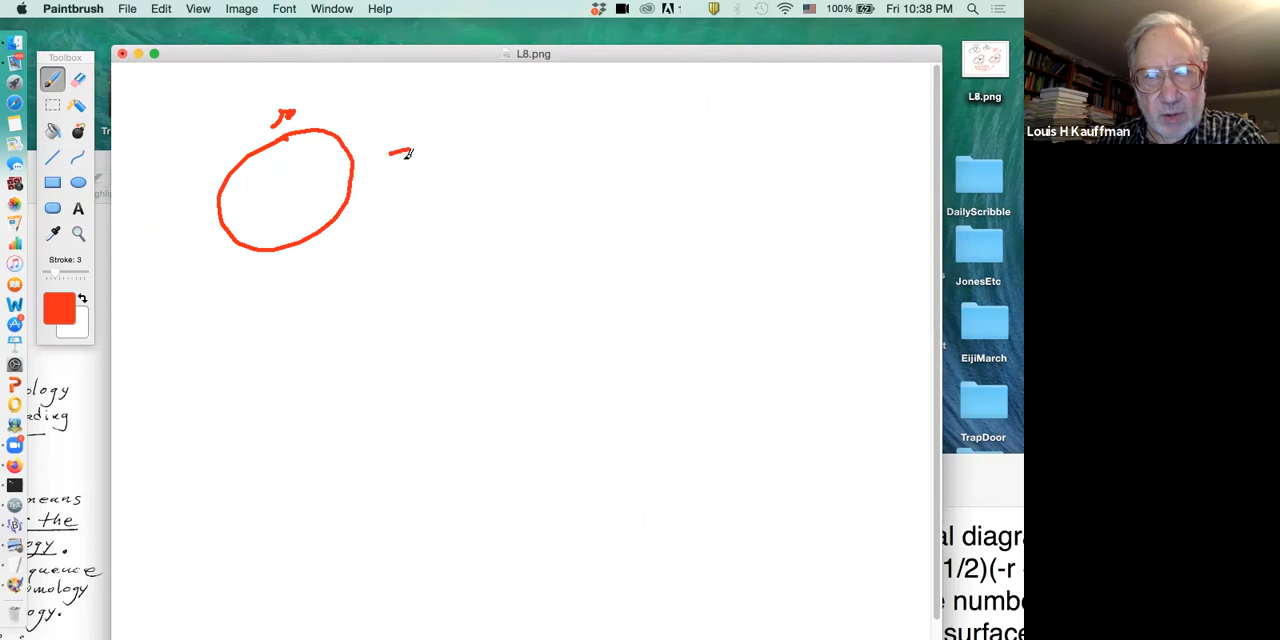 Paintbrush File Edit View Image Font Window Help
1 100% Fri 10:38 PM
Toolbox
L8.png
Stroke: 3
L8.png
Louis H Kauffman
DailyScribble
JonesEtc
EijiMarch
TrapDoor
ology
ding
means
the
ogy.
quence
omology
ogy.
al diagra
1/2)(-r
e numbe
surface